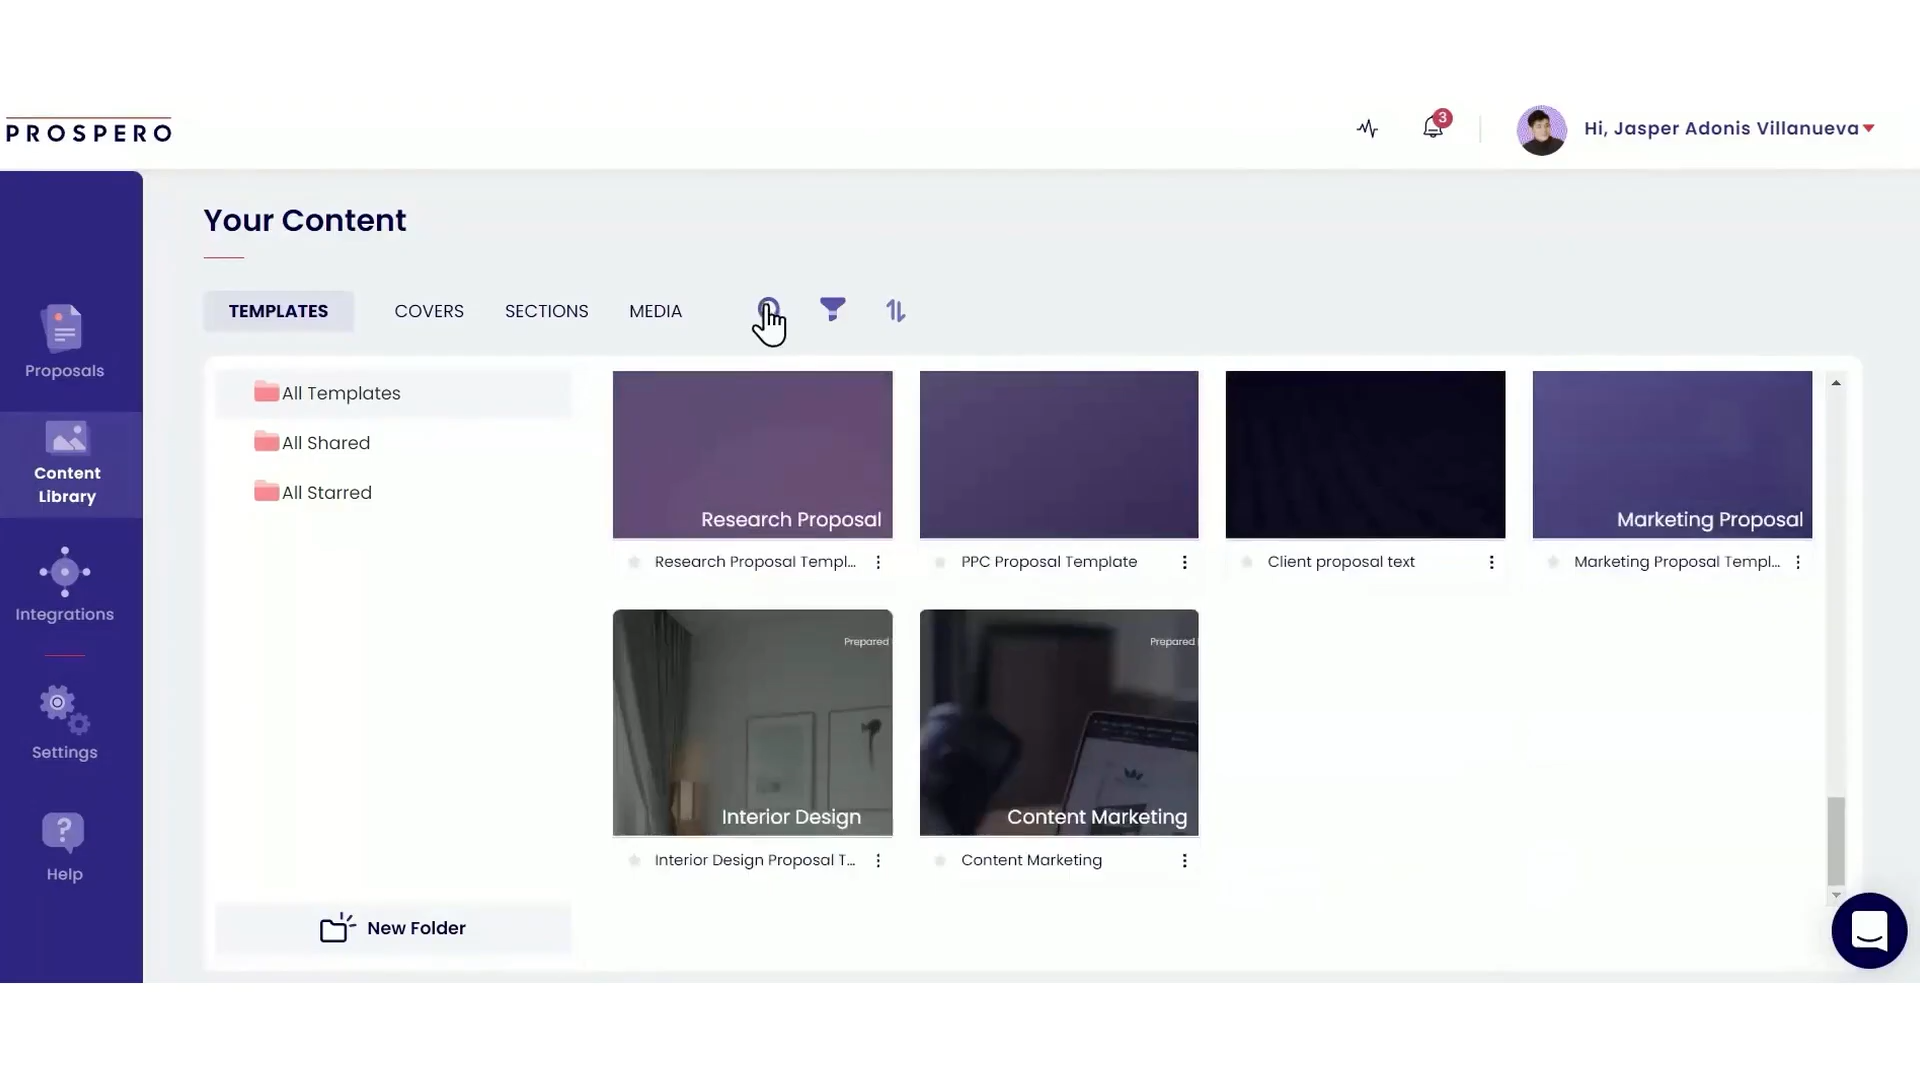 PROSPERO
3
Hi, Jasper Adonis Villanueva
Your Content
TEMPLATES
COVERS
SECTIONS
MEDIA
Proposals
Content
Library
Integrations
Settings
Help
All Templates
All Shared
All Starred
New Folder
Research Proposal
Marketing Proposal
Research Proposal Templ...
PPC Proposal Template
Client proposal text
Marketing Proposal Templ...
Prepared
Prepared
Interior Design
Content Marketing
Interior Design Proposal T...
Content Marketing